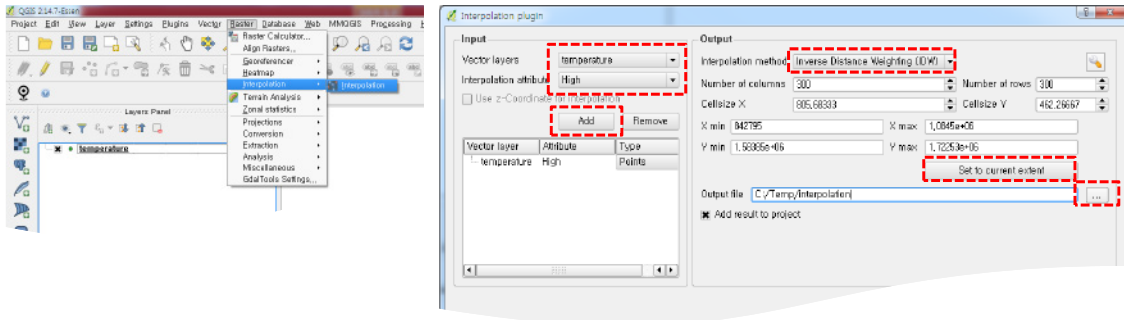 QGIS 2.14.7-Essen
Project Edit View Layer Settings Plugins Vector Raster Database Web MMQGIS Processing
Raster Calculator...
Align Rasters...
Georeferencer
Heatmap
Interpolation
Interpolation
Terrain Analysis
Zonal statistics
Projections
Conversion
Extraction
Analysis
Miscellaneous
GdalTools Settings...
Layers Panel
temperature
Interpolation plugin
Input
Vector layers temperature
Interpolation attribute High
Use z-Coordinate for interpolation
Add Remove
Vector layer Attribute Type
temperature High Points
Output
Interpolation method Inverse Distance Weighting (IDW)
Number of columns 300 Number of rows 300
Cellsize X 805,68333 Cellsize Y 462,26667
X min 842795 X max 1,0845e+06
Y min 1,58385e+06 Y max 1,72253e+06
Set to current extent
Output file C:/Temp/interpolation
...
Add result to project